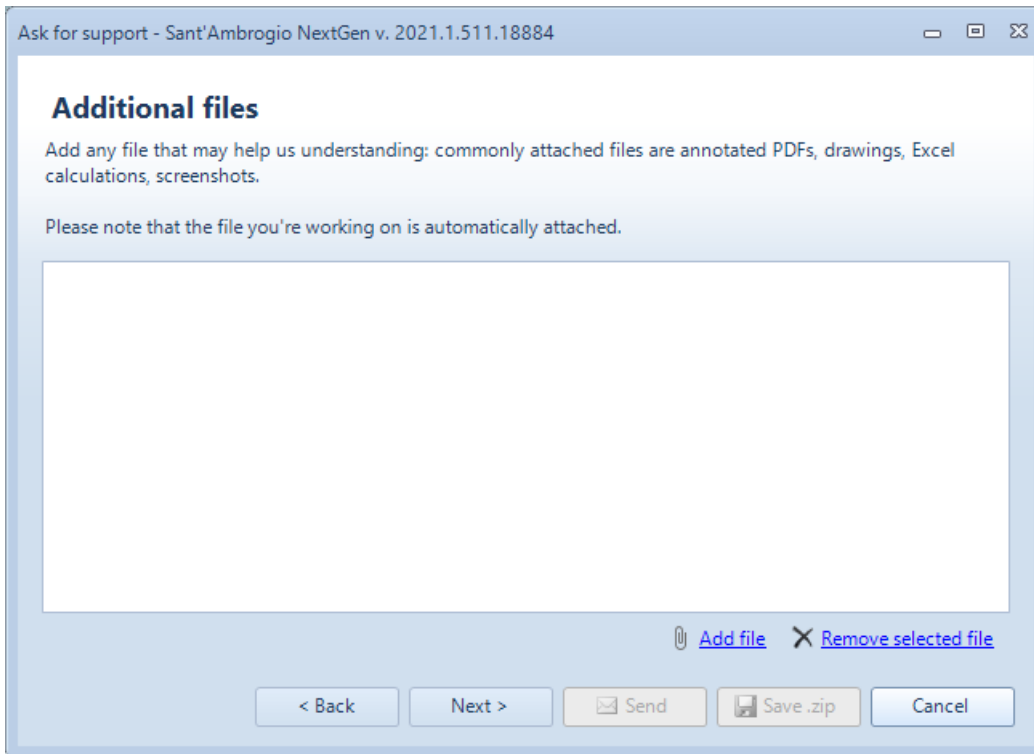 Ask for support - Sant'Ambrogio NextGen v. 2021.1.511.18884
Additional files
Add any file that may help us understanding: commonly attached files are annotated PDFs, drawings, Excel
calculations, screenshots.
Please note that the file you're working on is automatically attached.
Add file Remove selected file
< Back Next > Send Save .zip Cancel